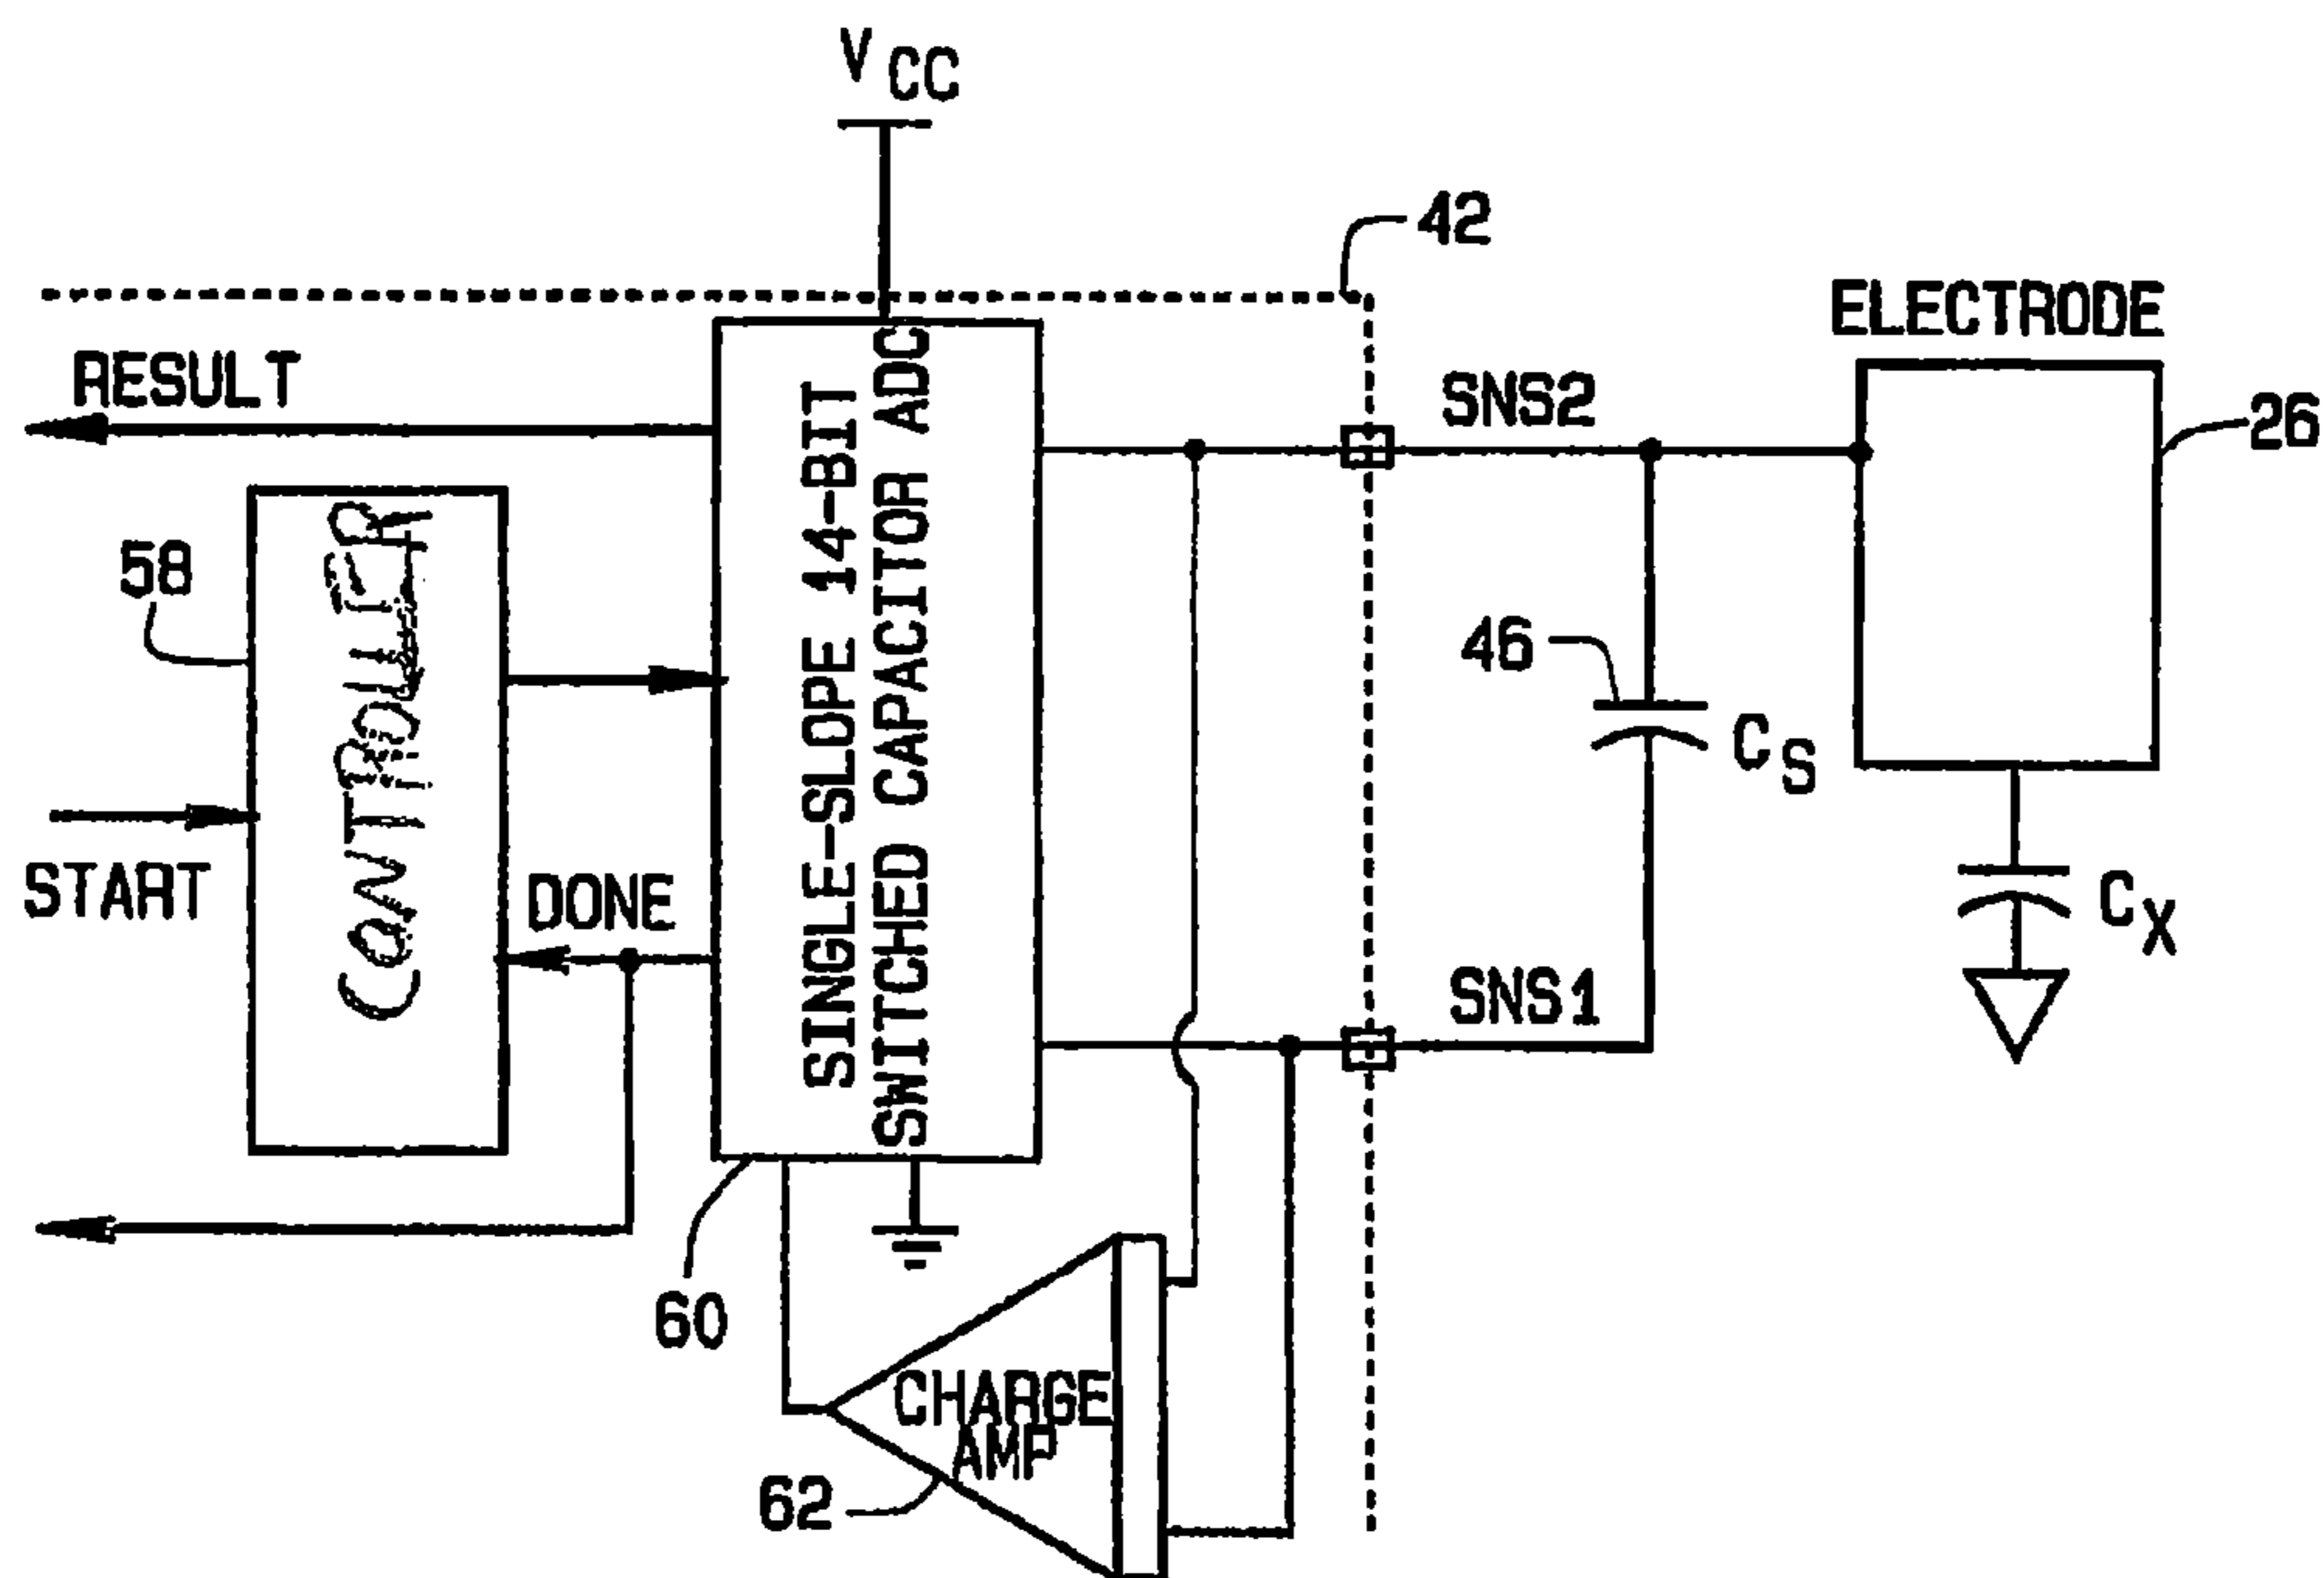 VCC
42
ELECTRODE
RESULT
SNS2
26
58
CONTROLLER
SINGLE-SLOPE 14-BIT
SWITCHED CAPACITOR ADC
46
CS
START
DONE
CX
SNS1
60
CHARGE
AMP
62